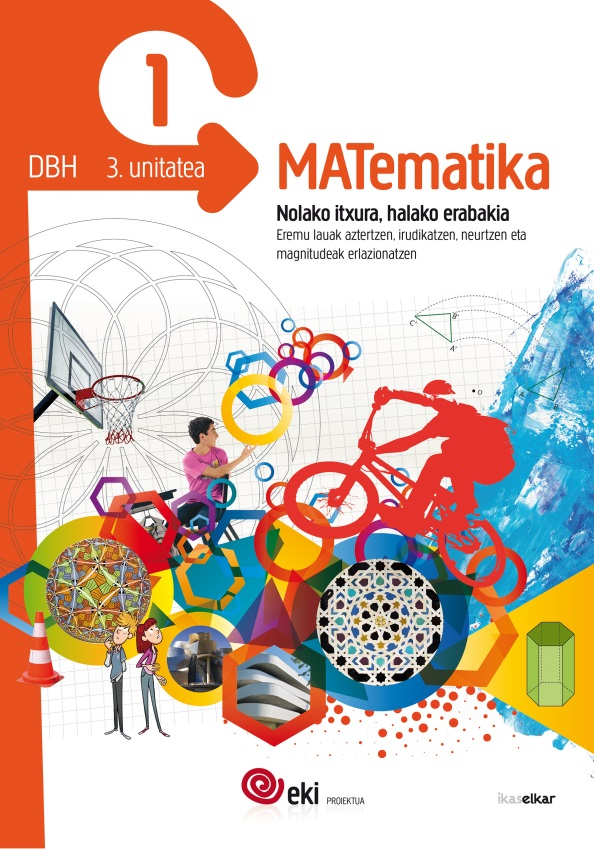 1
DBH 3. unitatea
MATematika
Nolako itxura, halako erabakia
Eremu lauak aztertzen, irudikatzen, neurtzen eta
magnitudeak erlazionatzen
C' B'
A'
O
C
A
B
eki PROIEKTUA
ikaselkar